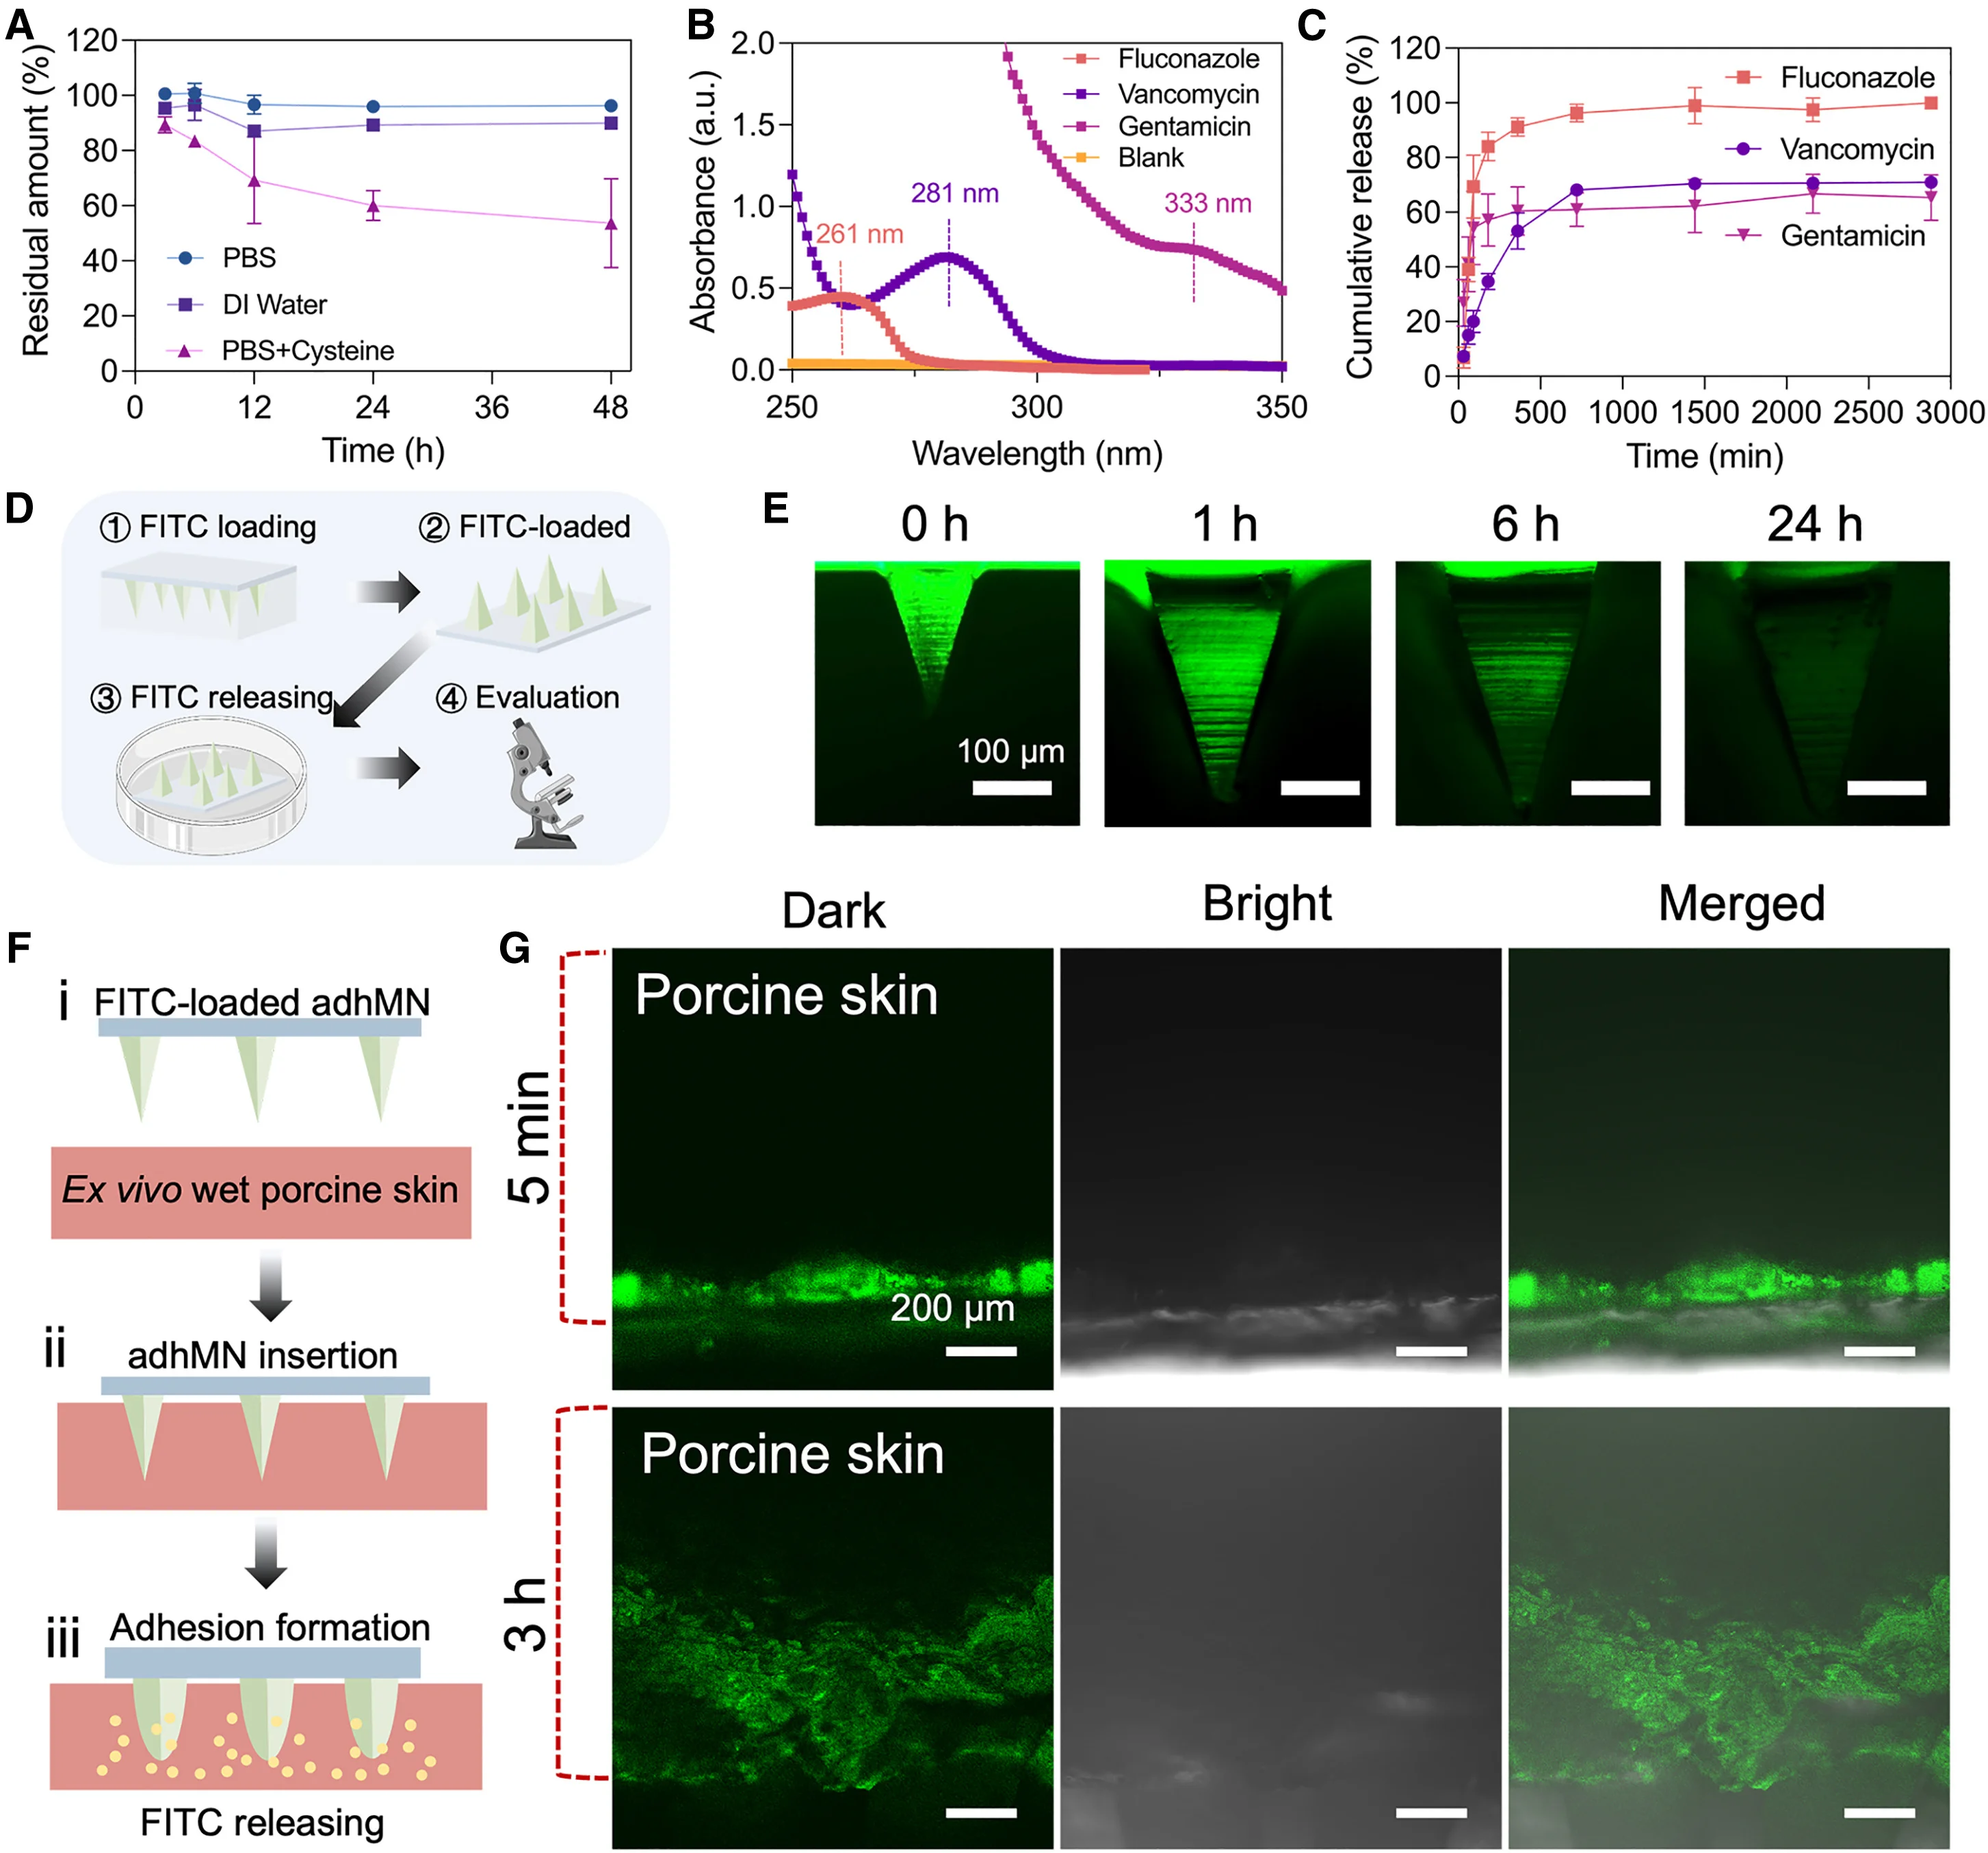 A
Residual amount (%)
120
100
80
60
40
20
0
PBS
DI Water
PBS+Cysteine
0 12 24 36 48
Time (h)
B
Absorbance (a.u.)
2.0
1.5
1.0
0.5
0.0
Fluconazole
Vancomycin
Gentamicin
Blank
261 nm
281 nm
333 nm
250 300 350
Wavelength (nm)
C
Cumulative release (%)
120
100
80
60
40
20
0
Fluconazole
Vancomycin
Gentamicin
0 500 1000 1500 2000 2500 3000
Time (min)
D
① FITC loading
② FITC-loaded
③ FITC releasing
④ Evaluation
E
0 h
1 h
6 h
24 h
100 µm
F
i
FITC-loaded adhMN
Ex vivo wet porcine skin
ii
adhMN insertion
iii
Adhesion formation
FITC releasing
G
Dark
Bright
Merged
5 min
Porcine skin
200 µm
3 h
Porcine skin